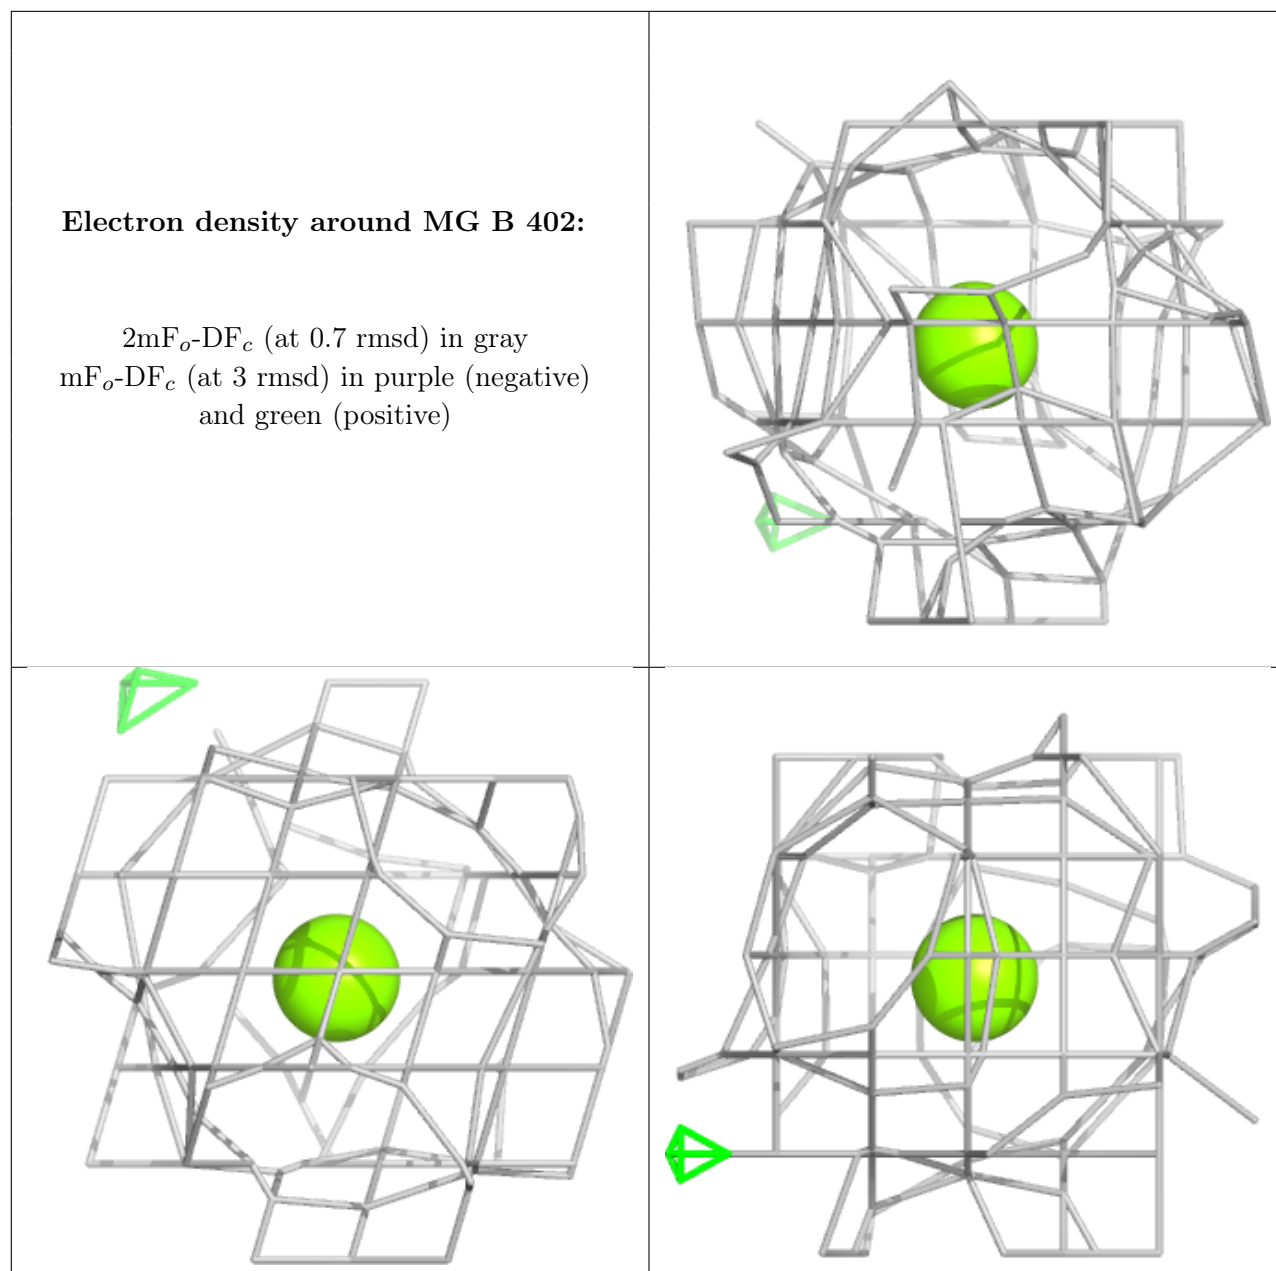 Electron density around MG B 402:
2mFo-DFc (at 0.7 rmsd) in gray
mFo-DFc (at 3 rmsd) in purple (negative)
and green (positive)